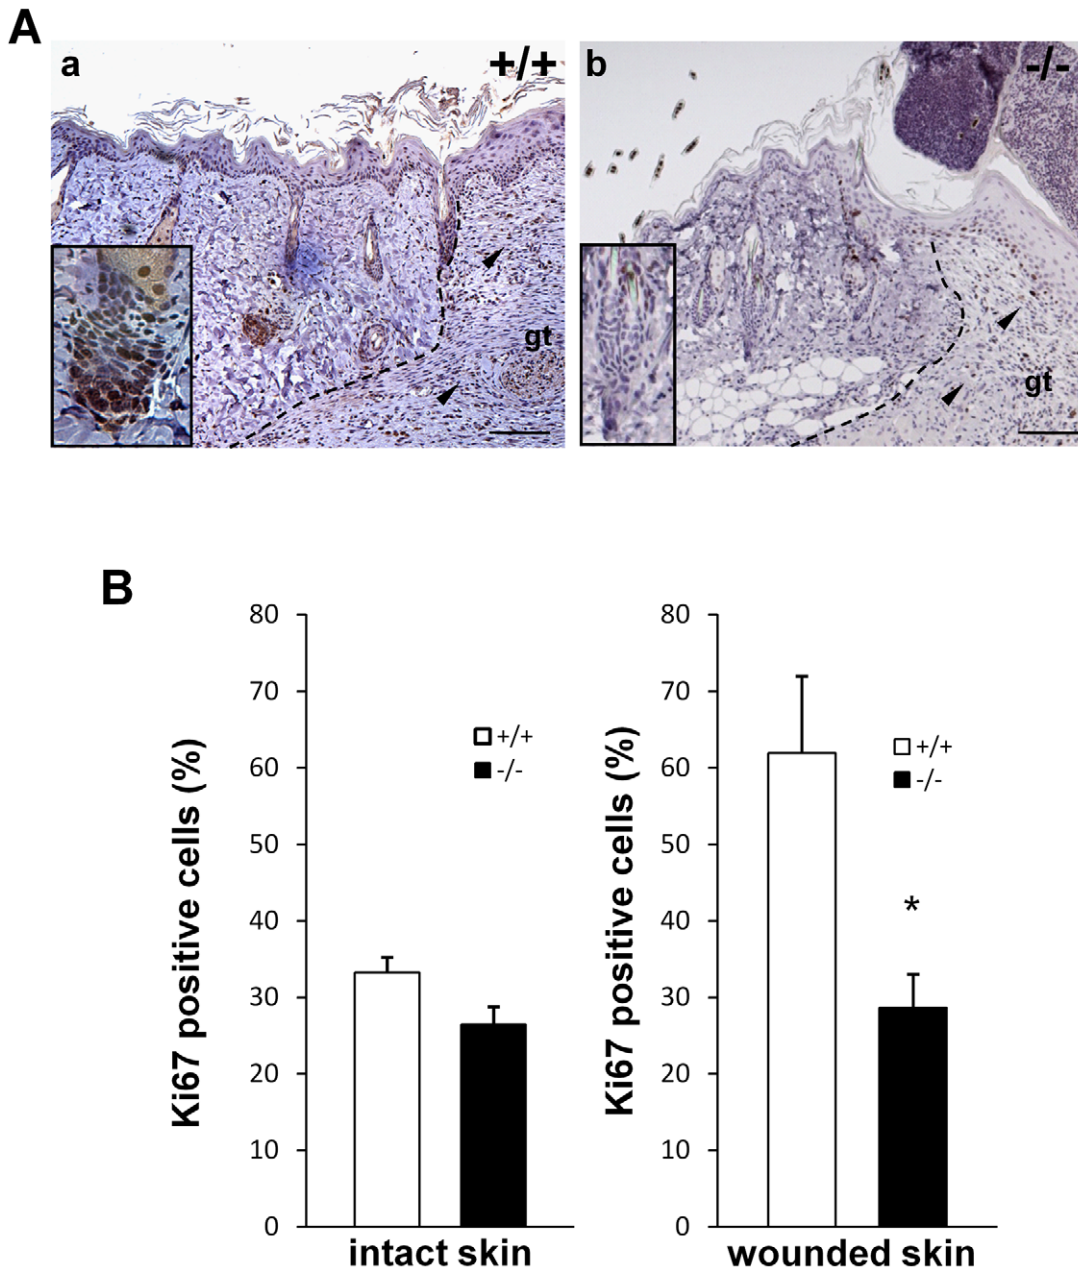 A
a
+/+
gt
b
-/-
gt
B
Ki67 positive cells (%)
80
70
60
50
40
30
20
10
0
+/+
-/-
intact skin
Ki67 positive cells (%)
80
70
60
50
40
30
20
10
0
+/+
-/-
*
wounded skin